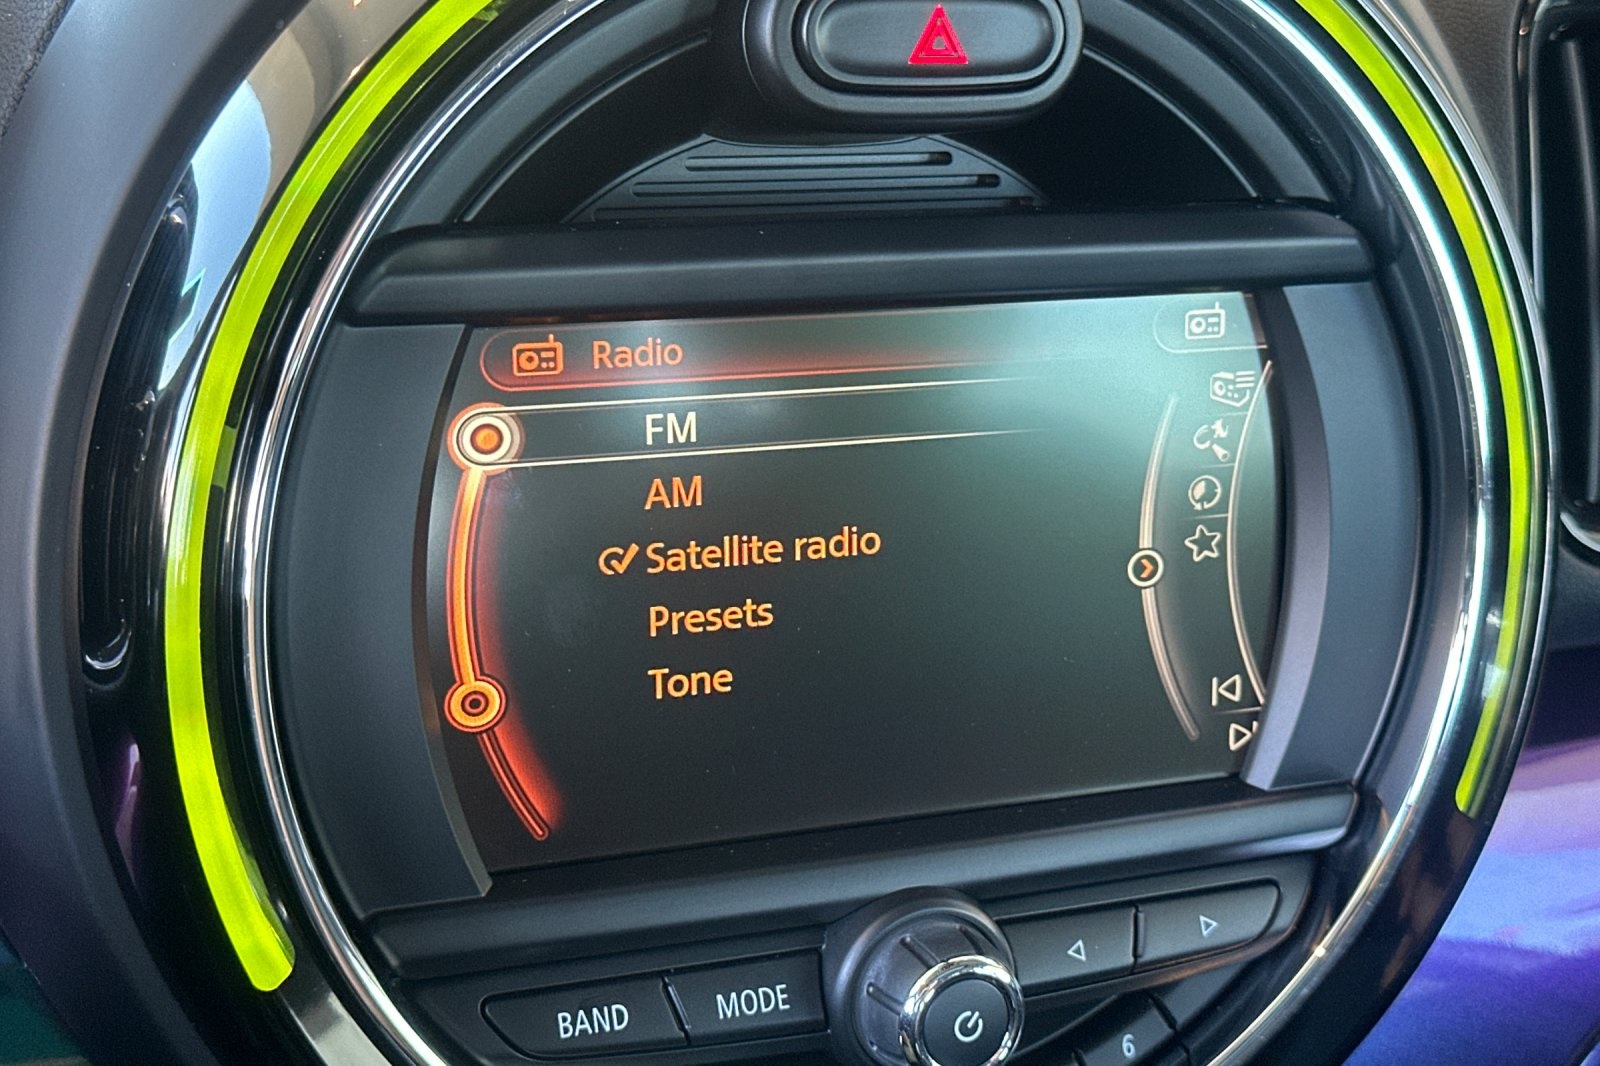 Radio
FM
AM
Satellite radio
Presets
Tone
BAND
MODE
6